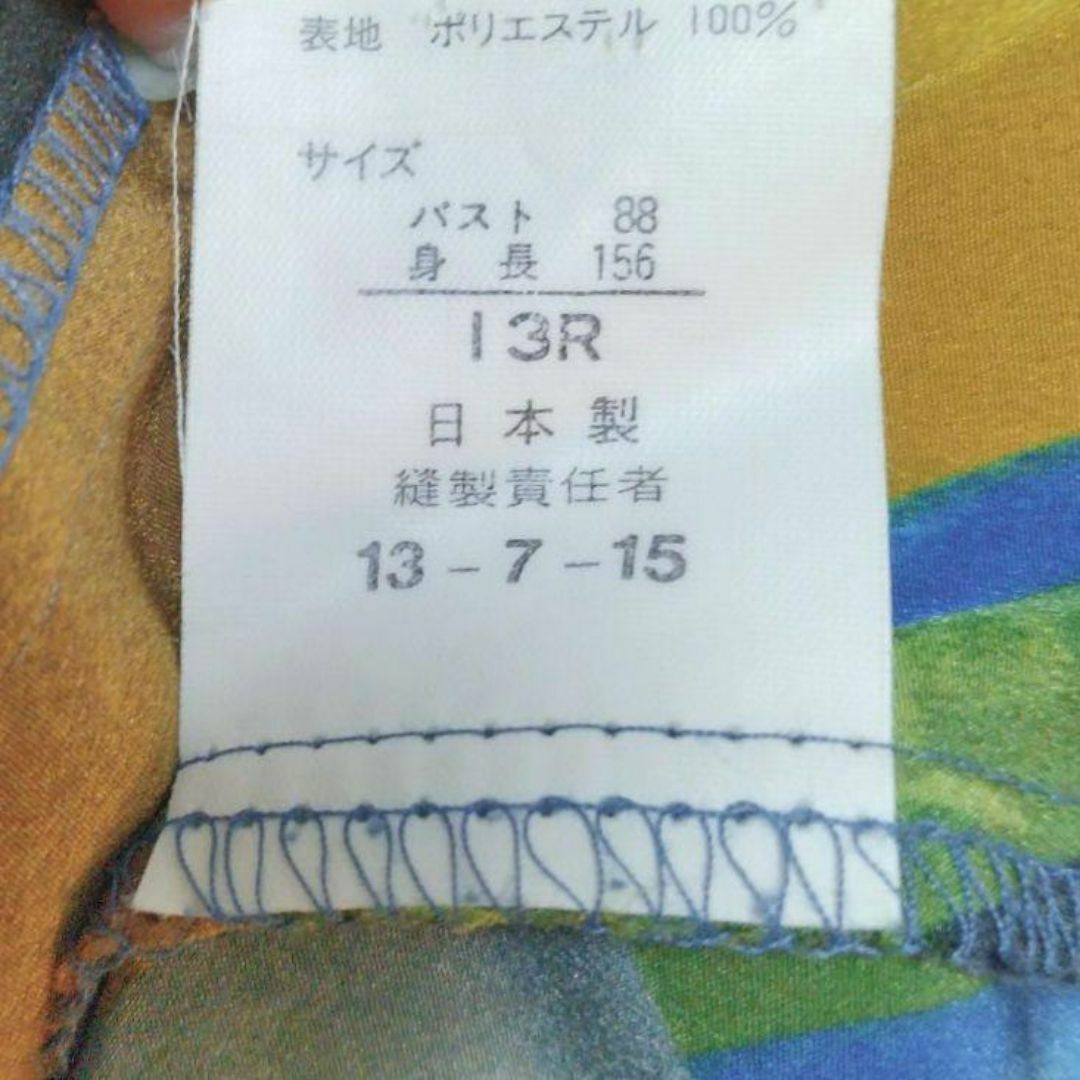 表地 ポリエステル 100%
サイズ
バスト 88
身長 156
13R
日本製
縫製責任者
13-7-15